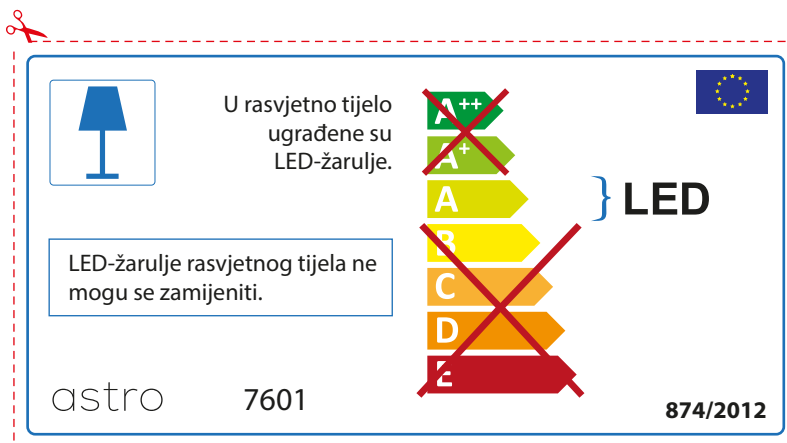 U rasvjetno tijelo
ugrađene su
LED-žarulje.
LED-žarulje rasvjetnog tijela ne
mogu se zamijeniti.
A++
A+
A
B
C
D
E
LED
astro
7601
874/2012